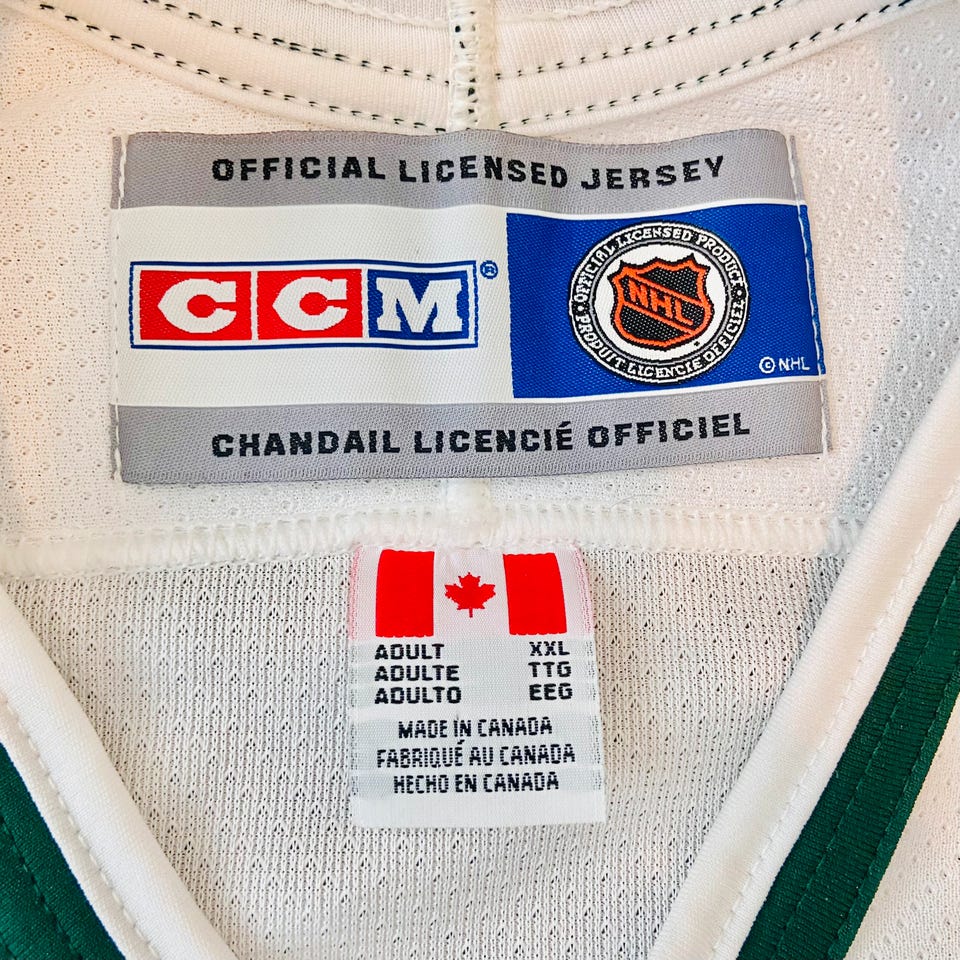 OFFICIAL LICENSED JERSEY
CCM®
OFFICIAL LICENSED PRODUCT
NHL
PRODUIT LICENCIE OFFICIEL
© NHL
CHANDAIL LICENCIÉ OFFICIEL
ADULT XXL
ADULTE TTG
ADULTO EEG
MADE IN CANADA
FABRIQUÉ AU CANADA
HECHO EN CANADA